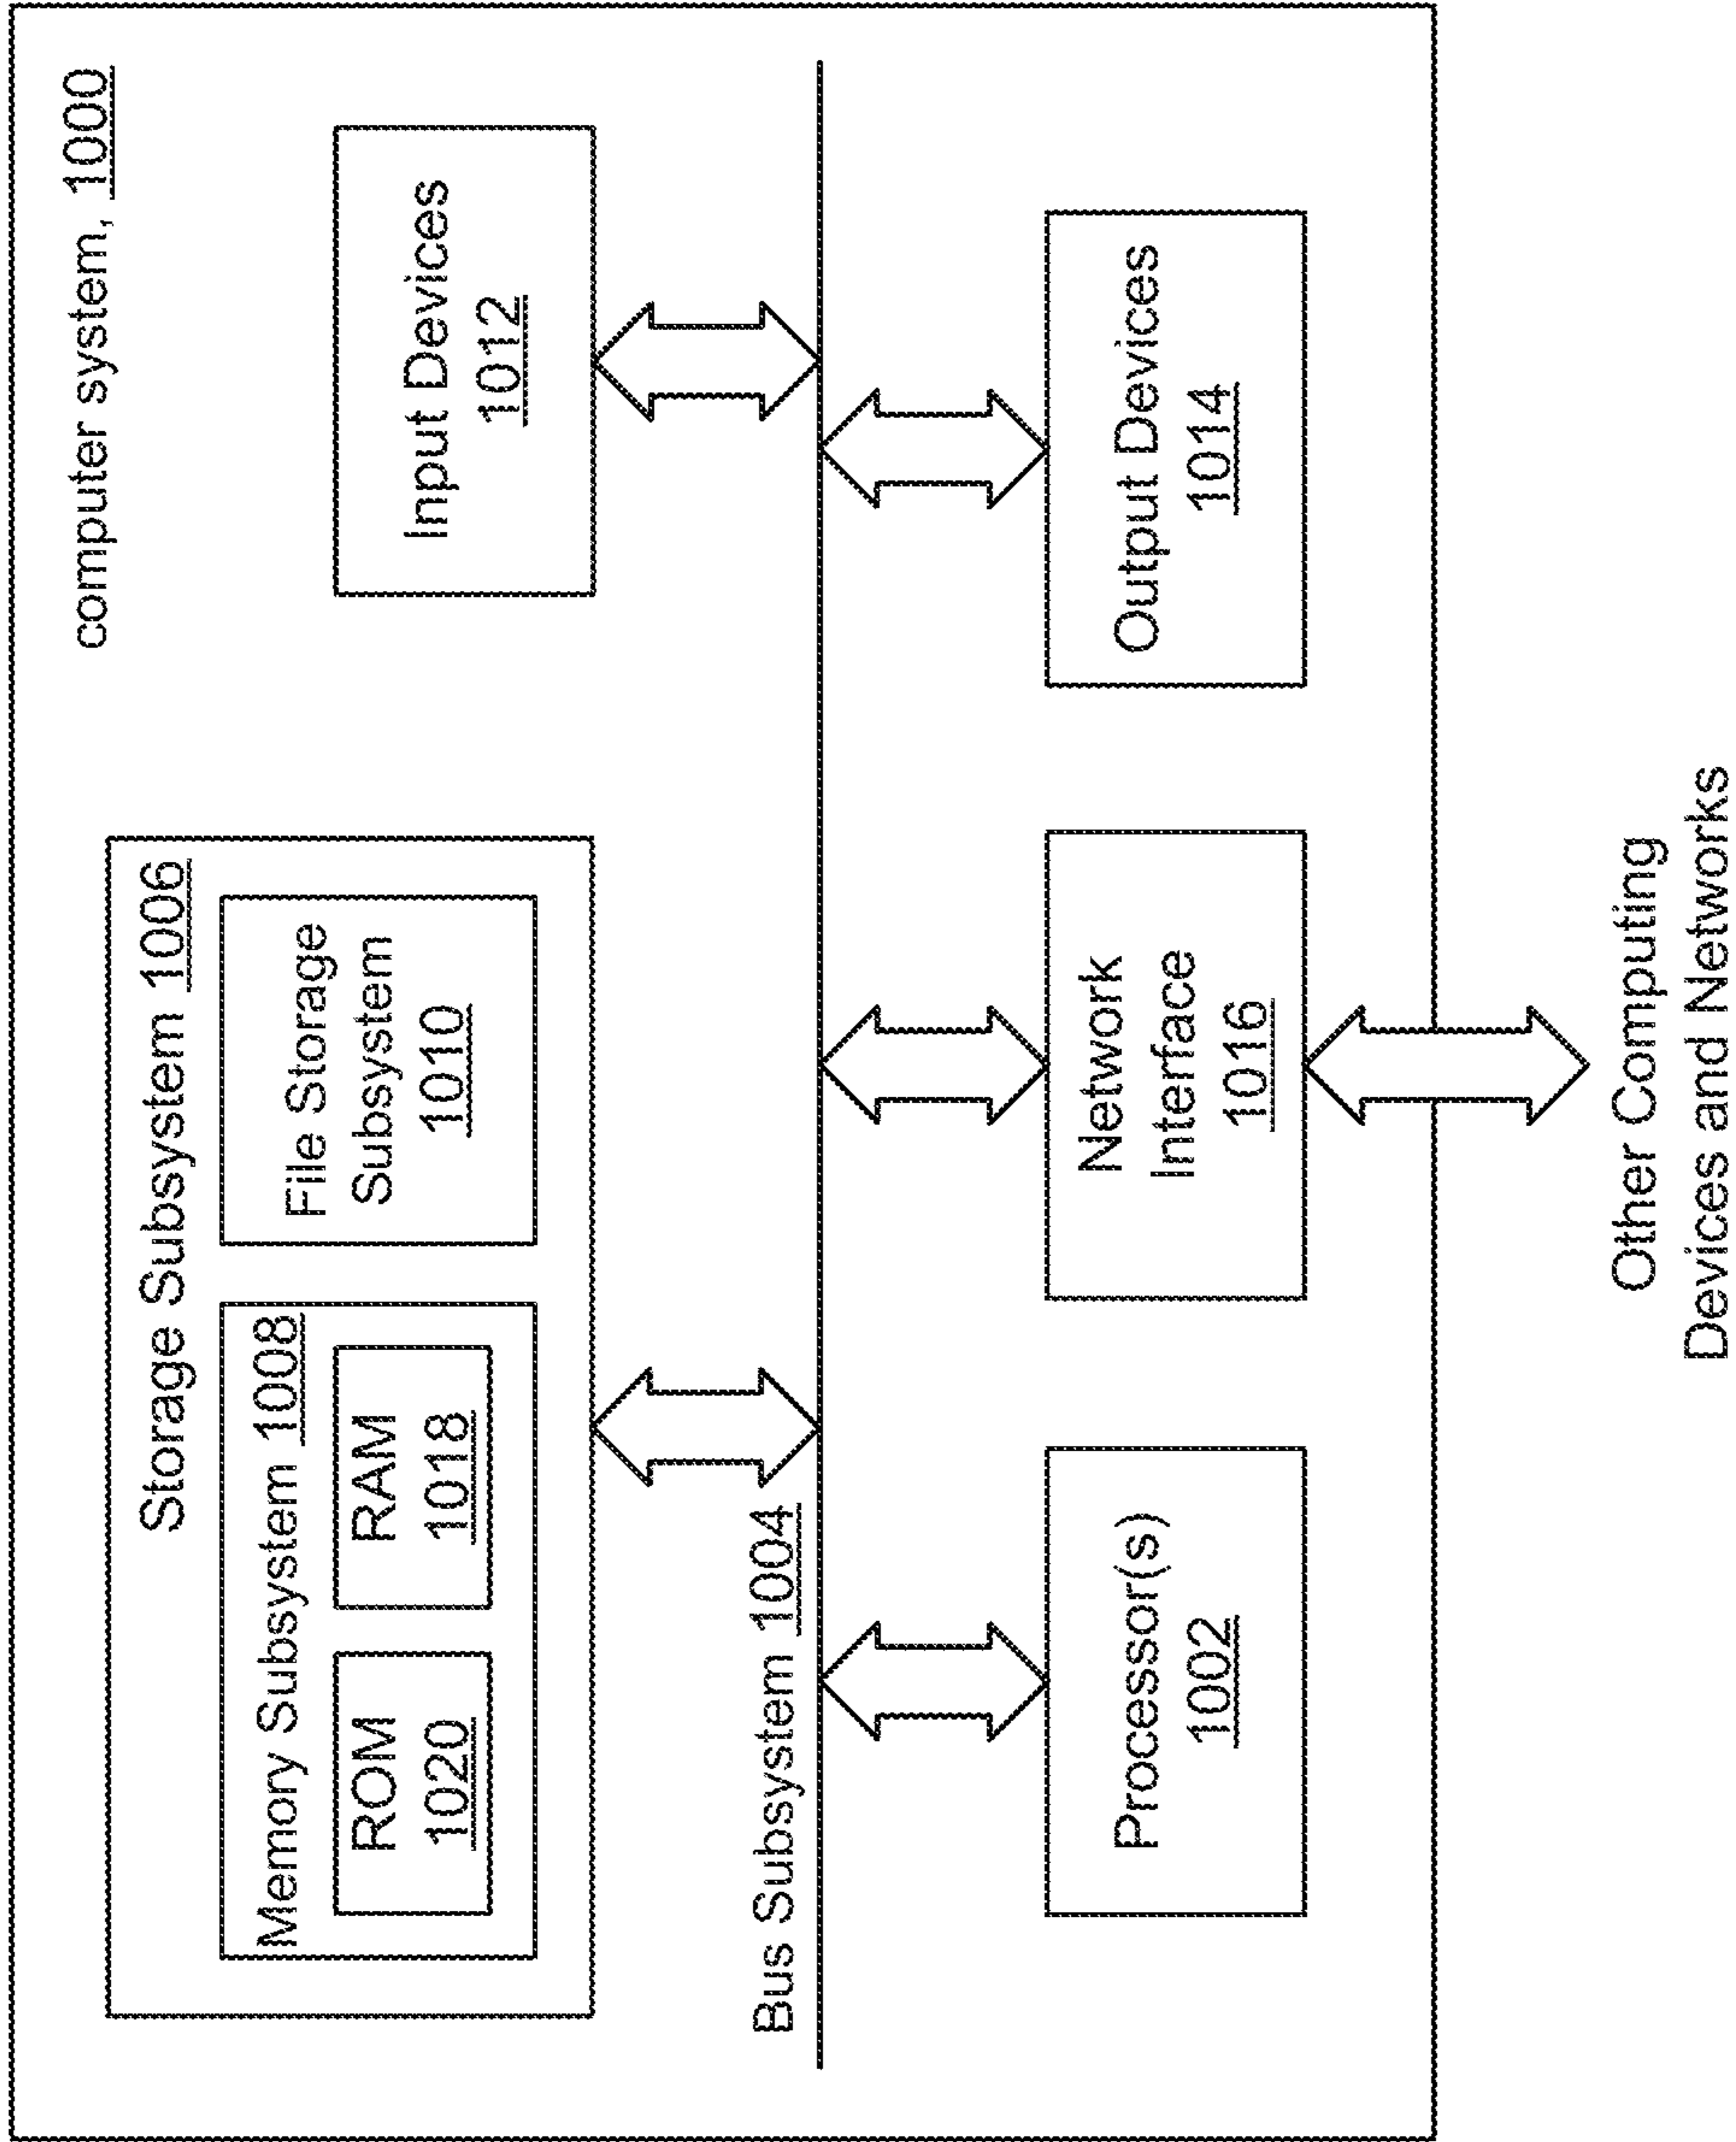 computer system, 1000
Storage Subsystem 1006
Memory Subsystem 1008
ROM
1020
RAM
1018
File Storage
Subsystem
1010
Input Devices
1012
Bus Subsystem 1004
Processor(s)
1002
Network
Interface
1016
Output Devices
1014
Other Computing
Devices and Networks